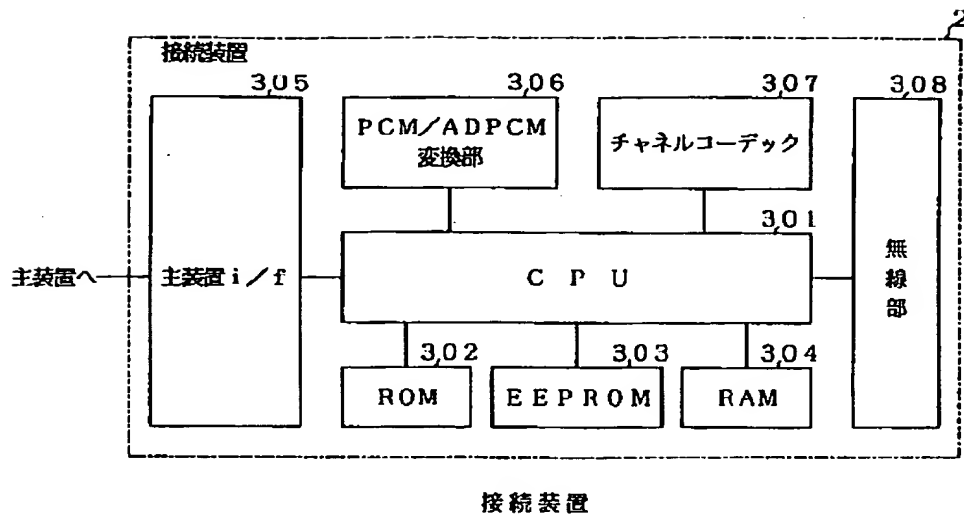 2
接続装置
305
306
307
308
PCM/ADPCM
変換部
チャネルコーデック
301
主装置へ
主装置i/f
CPU
無線部
302
303
304
ROM
EEPROM
RAM
接続装置